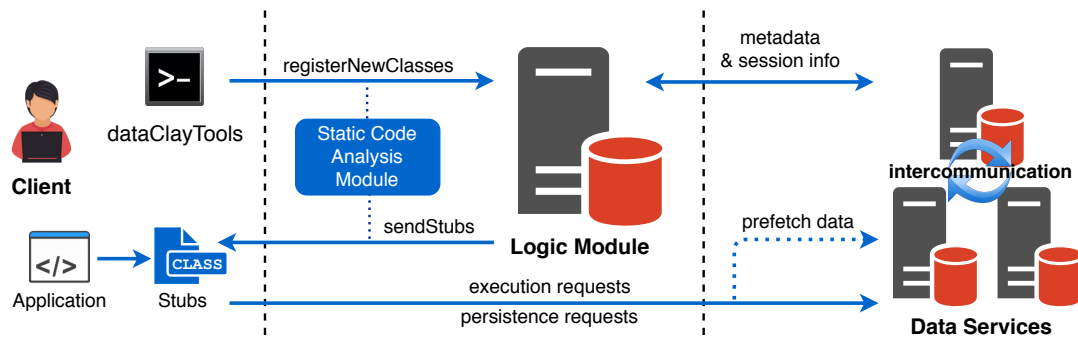 metadata
& session info
registerNewClasses
>-
dataClayTools
Static Code
Analysis
Module
Client
intercommunication
sendStubs
prefetch data
Logic Module
</>
CLASS
Application
Stubs
execution requests
persistence requests
Data Services